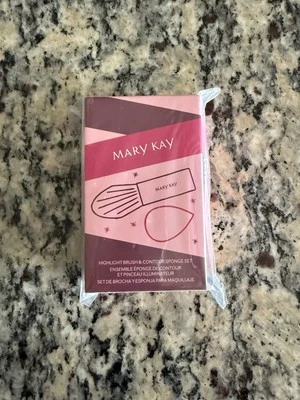 MARY KAY
MARY KAY
HIGHLIGHT BRUSH & CONTOUR SPONGE SET
ENSEMBLE ÉPONGE DE CONTOUR
ET PINCEAU ILLUMINATEUR
SET DE BROCHA Y ESPONJA PARA MAQUILLAJE